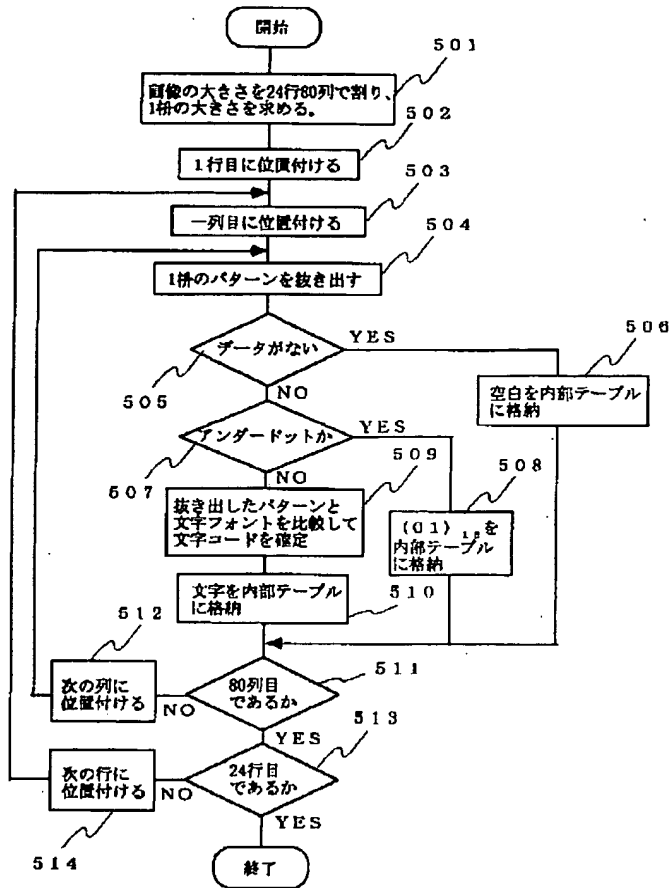 開始
501
画像の大きさを24行80列で割り、
1桁の大きさを求める。
502
1行目に位置付ける
503
一列目に位置付ける
504
1桁のパターンを抜き出す
データがない
YES
506
505
NO
空白を内部テーブル
に格納
アンダードットか
YES
507
NO
509
508
抜き出したパターンと
文字フォントを比較して
文字コードを確定
(01)16を
内部テーブル
に格納
文字を内部テーブル
に格納
510
512
511
次の列に
位置付ける
NO
80列目
であるか
513
YES
次の行に
位置付ける
NO
24行目
であるか
514
YES
終了